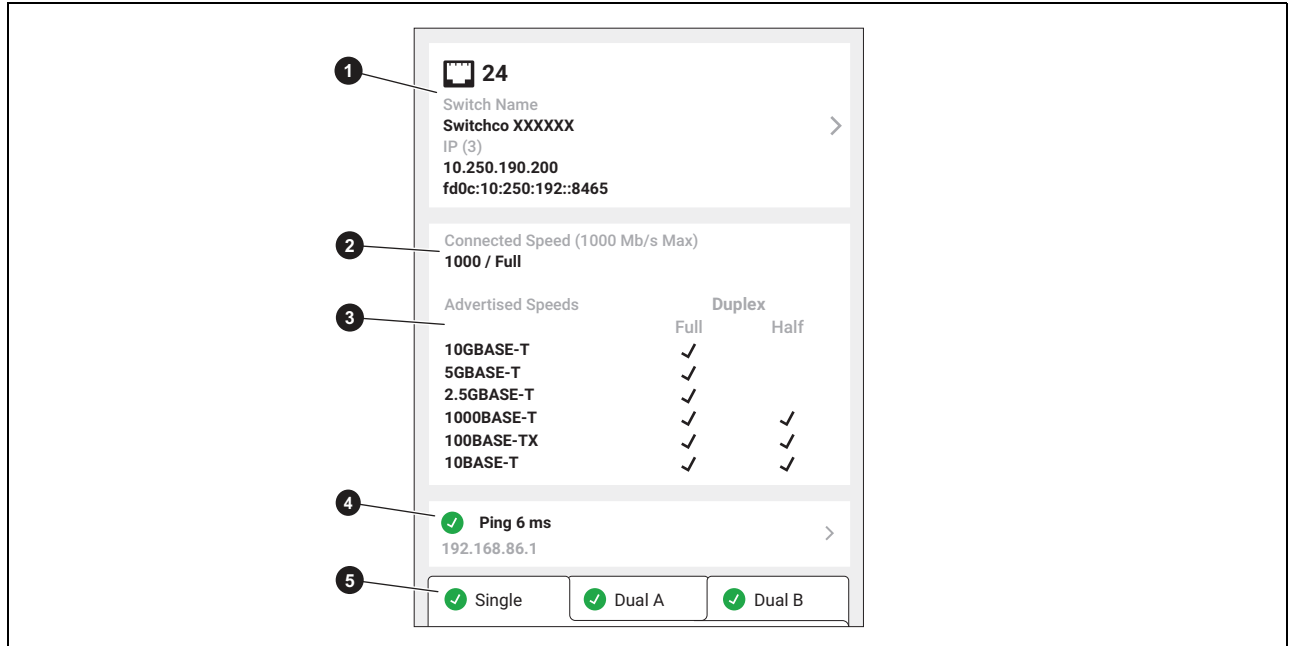 1
24
Switch Name
Switchco XXXXXX
IP (3)
10.250.190.200
fd0c:10:250:192::8465
2
Connected Speed (1000 Mb/s Max)
1000 / Full
3
Advertised Speeds Duplex
Full Half
10GBASE-T
5GBASE-T
2.5GBASE-T
1000BASE-T
100BASE-TX
10BASE-T
4
Ping 6 ms
192.168.86.1
5
Single Dual A Dual B